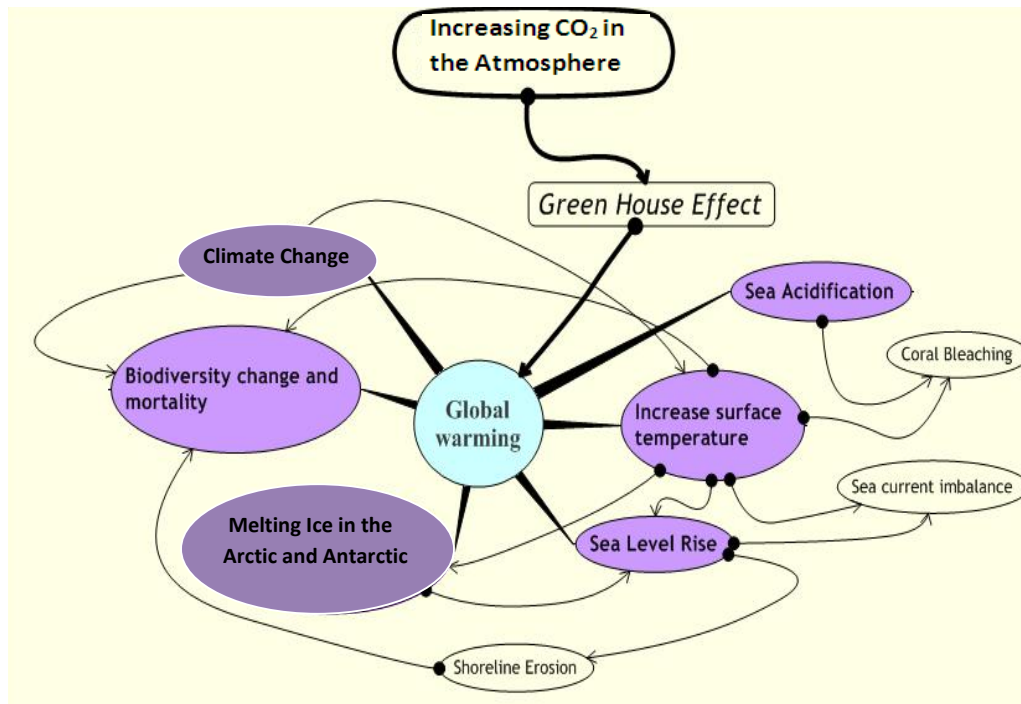 Increasing CO₂ in
the Atmosphere
Green House Effect
Climate Change
Sea Acidification
Coral Bleaching
Biodiversity change and
mortality
Global
warming
Increase surface
temperature
Sea current imbalance
Melting Ice in the
Arctic and Antarctic
Sea Level Rise
Shoreline Erosion